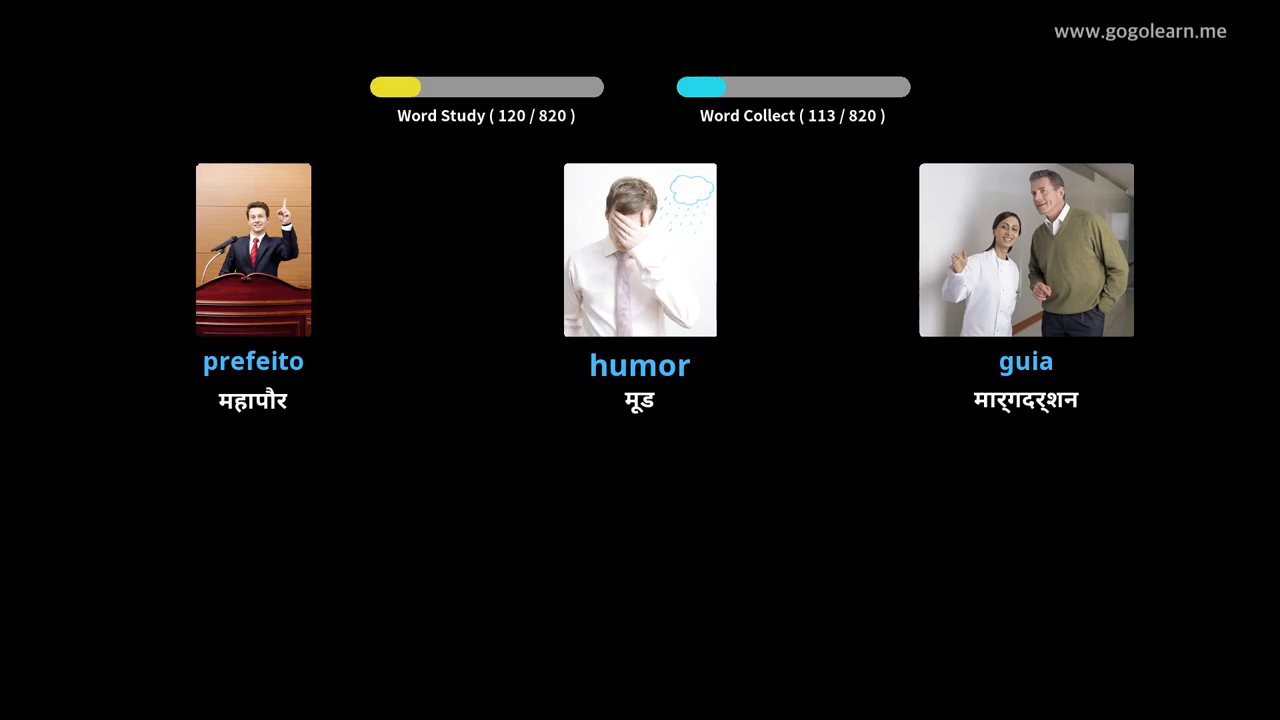 www.gogolearn.me
Word Study ( 120 / 820 )
Word Collect ( 113 / 820 )
prefeito
humor
guia
महापौर
मूड
मार्गदर्शन